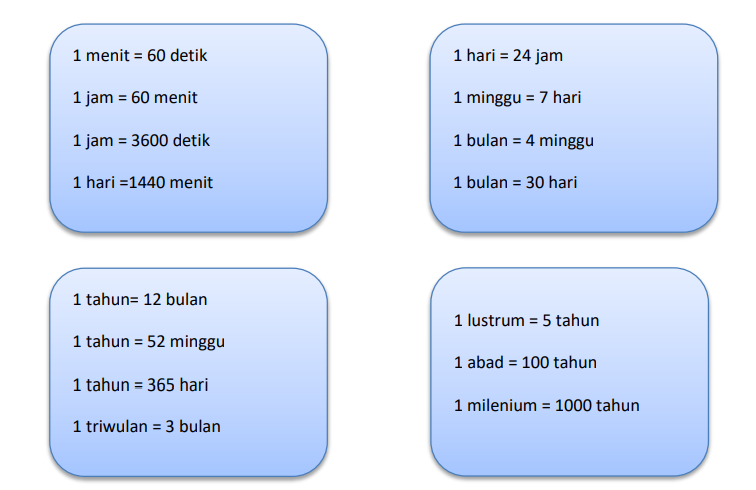 1 menit = 60 detik
1 jam = 60 menit
1 jam = 3600 detik
1 hari =1440 menit
1 hari = 24 jam
1 minggu = 7 hari
1 bulan = 4 minggu
1 bulan = 30 hari
1 tahun= 12 bulan
1 tahun = 52 minggu
1 tahun = 365 hari
1 triwulan = 3 bulan
1 lustrum = 5 tahun
1 abad = 100 tahun
1 milenium = 1000 tahun